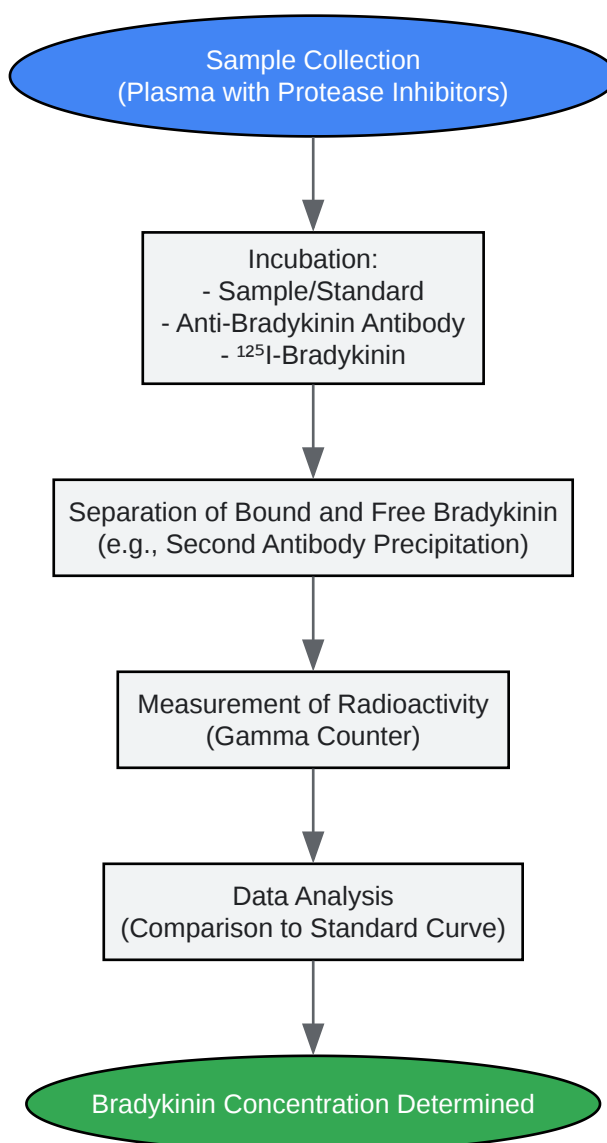 Sample Collection
(Plasma with Protease Inhibitors)
Incubation:
- Sample/Standard
- Anti-Bradykinin Antibody
- ¹²⁵I-Bradykinin
Separation of Bound and Free Bradykinin
(e.g., Second Antibody Precipitation)
Measurement of Radioactivity
(Gamma Counter)
Data Analysis
(Comparison to Standard Curve)
Bradykinin Concentration Determined